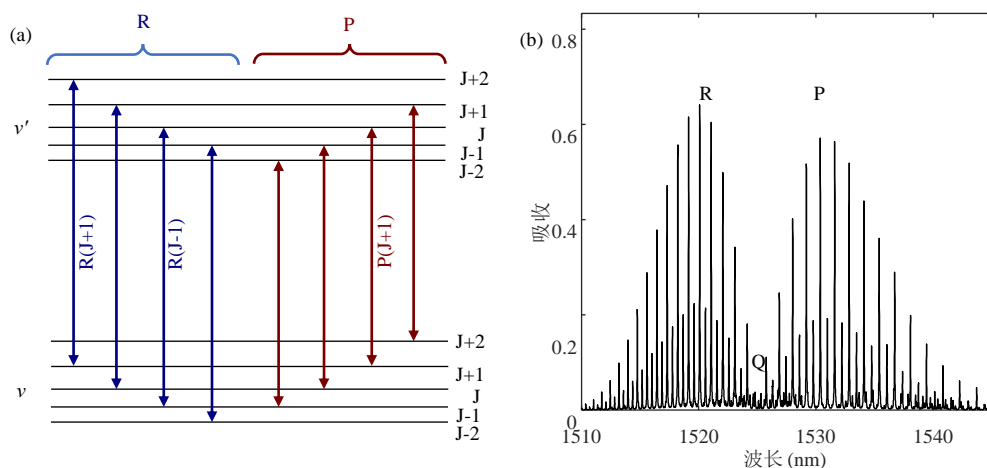 (a)
R
P
J+2
J+1
J
J-1
J-2
v'
R(J+1)
R(J-1)
P(J+1)
J+2
J+1
J
J-1
J-2
v
(b)
0.8
0.6
0.4
0.2
0
吸收
R
P
Q
1510
1520
1530
1540
波长 (nm)